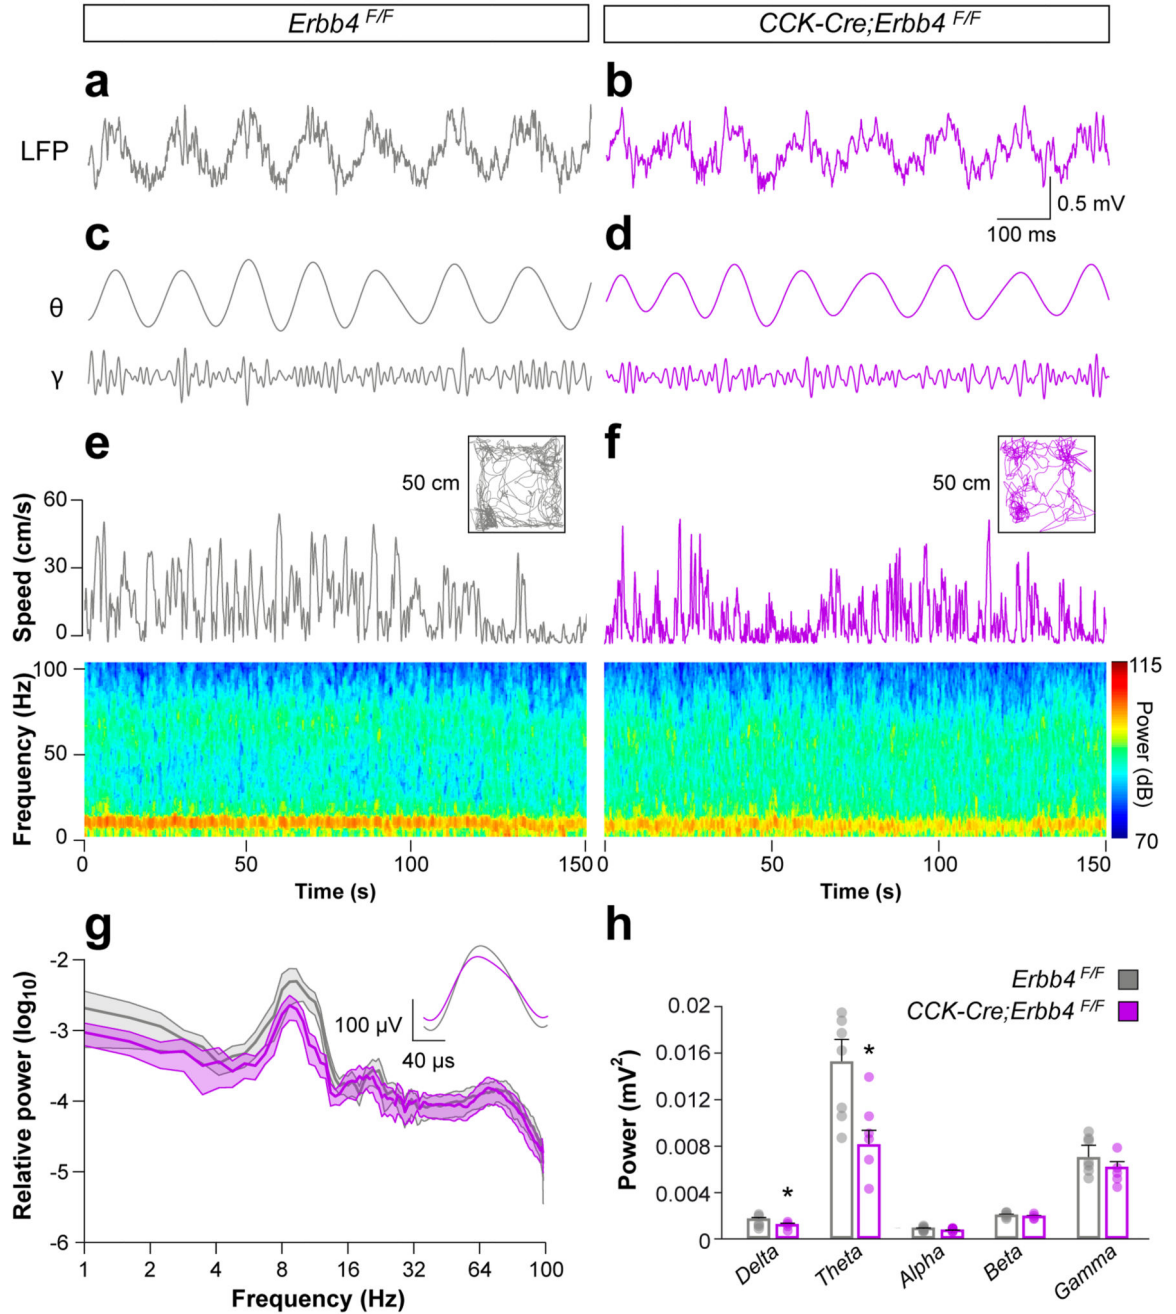 Erbb4 F/F
CCK-Cre;Erbb4 F/F
a
b
LFP
0.5 mV
100 ms
c
d
θ
γ
e
f
50 cm
50 cm
60
30
0
Speed (cm/s)
100
50
0
Frequency (Hz)
115
Power (dB)
70
0
50
100
150
0
50
100
150
Time (s)
Time (s)
g
h
-2
-3
-4
-5
-6
Relative power (log10)
100 µV
40 µs
1
2
4
8
16
32
64
100
Frequency (Hz)
Erbb4 F/F
CCK-Cre;Erbb4 F/F
0.02
0.016
0.012
0.008
0.004
0
Power (mV2)
*
*
Delta
Theta
Alpha
Beta
Gamma